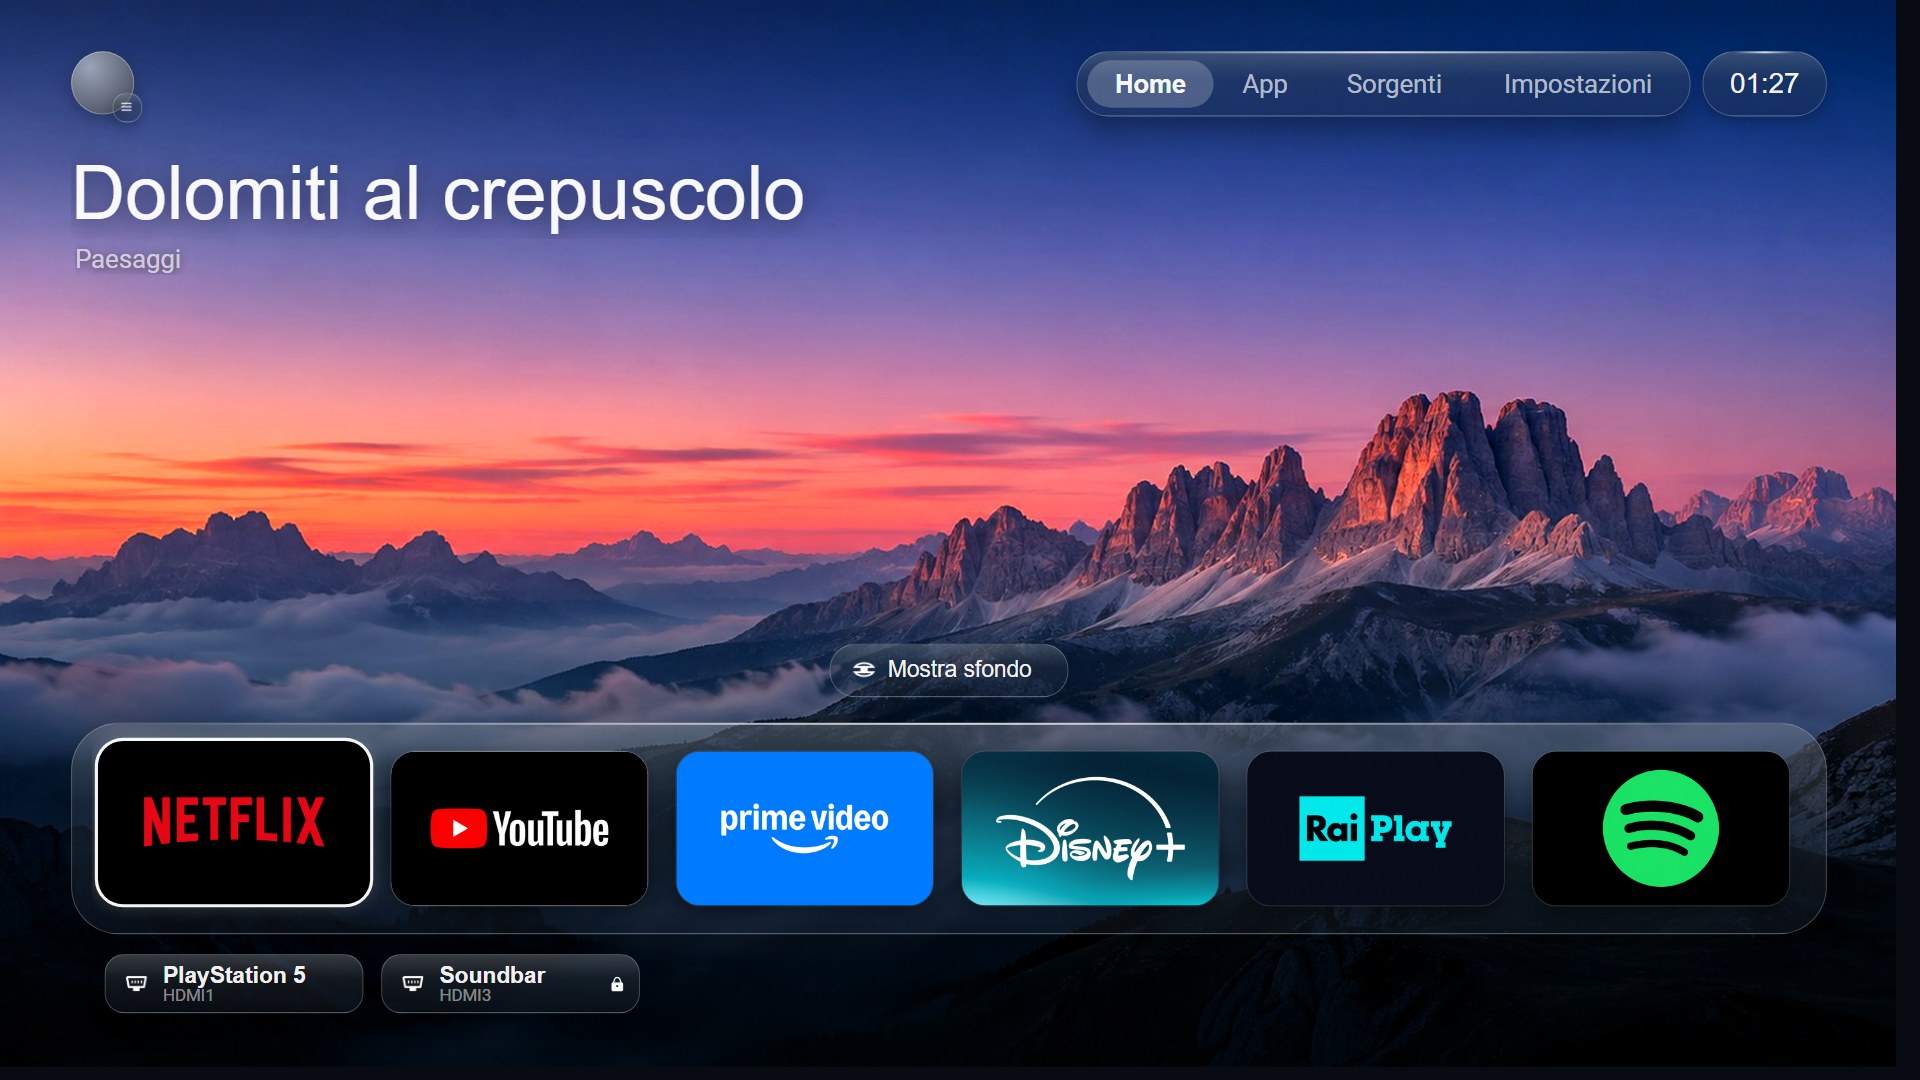 Home App Sorgenti Impostazioni 01:27
Dolomiti al crepuscolo
Paesaggi
Mostra sfondo
NETFLIX
YouTube
prime video
Disney+
Rai Play
PlayStation 5
HDMI1
Soundbar
HDMI3